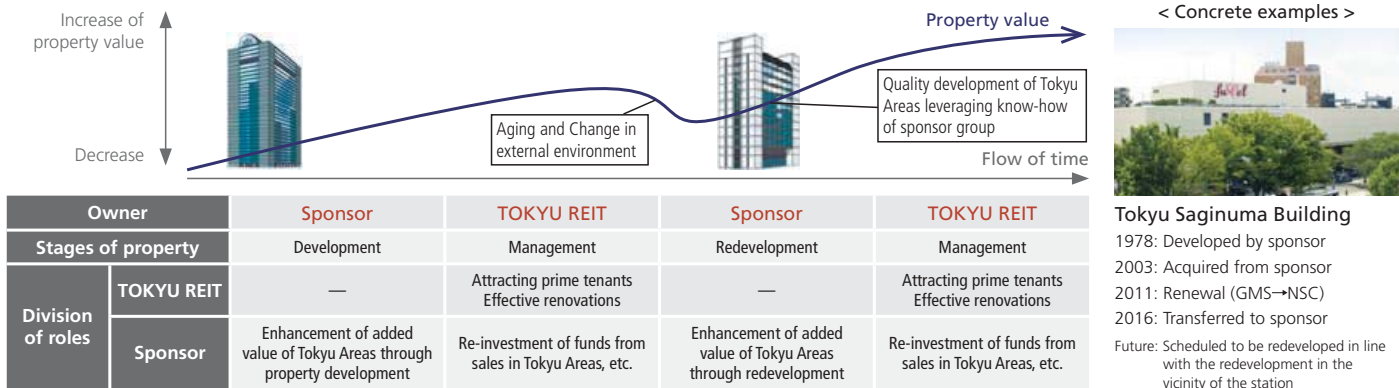 Increase of
property value
Decrease
Property value
Aging and Change in
external environment
Quality development of Tokyu
Areas leveraging know-how
of sponsor group
Flow of time
Owner
Sponsor
TOKYU REIT
Sponsor
TOKYU REIT
Stages of property
Development
Management
Redevelopment
Management
Division
of roles
TOKYU REIT
—
Attracting prime tenants
Effective renovations
—
Attracting prime tenants
Effective renovations
Sponsor
Enhancement of added
value of Tokyu Areas through
property development
Re-investment of funds from
sales in Tokyu Areas, etc.
Enhancement of added
value of Tokyu Areas
through redevelopment
Re-investment of funds from
sales in Tokyu Areas, etc.
< Concrete examples >
Tokyu Saginuma Building
1978: Developed by sponsor
2003: Acquired from sponsor
2011: Renewal (GMS→NSC)
2016: Transferred to sponsor
Future: Scheduled to be redeveloped in line
with the redevelopment in the
vicinity of the station